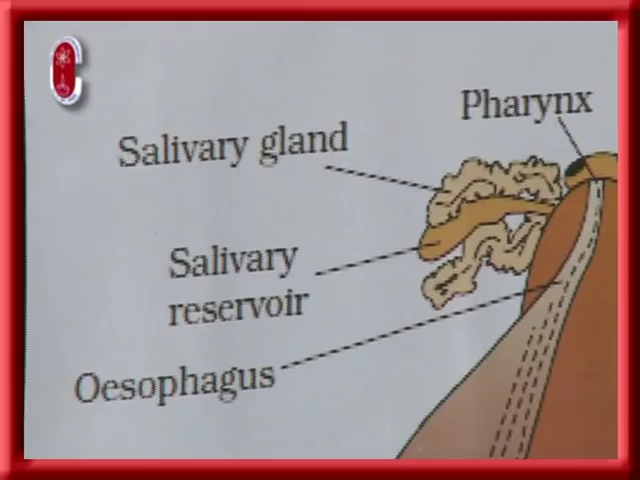 Pharynx
Salivary gland
Salivary
reservoir
Oesophagus